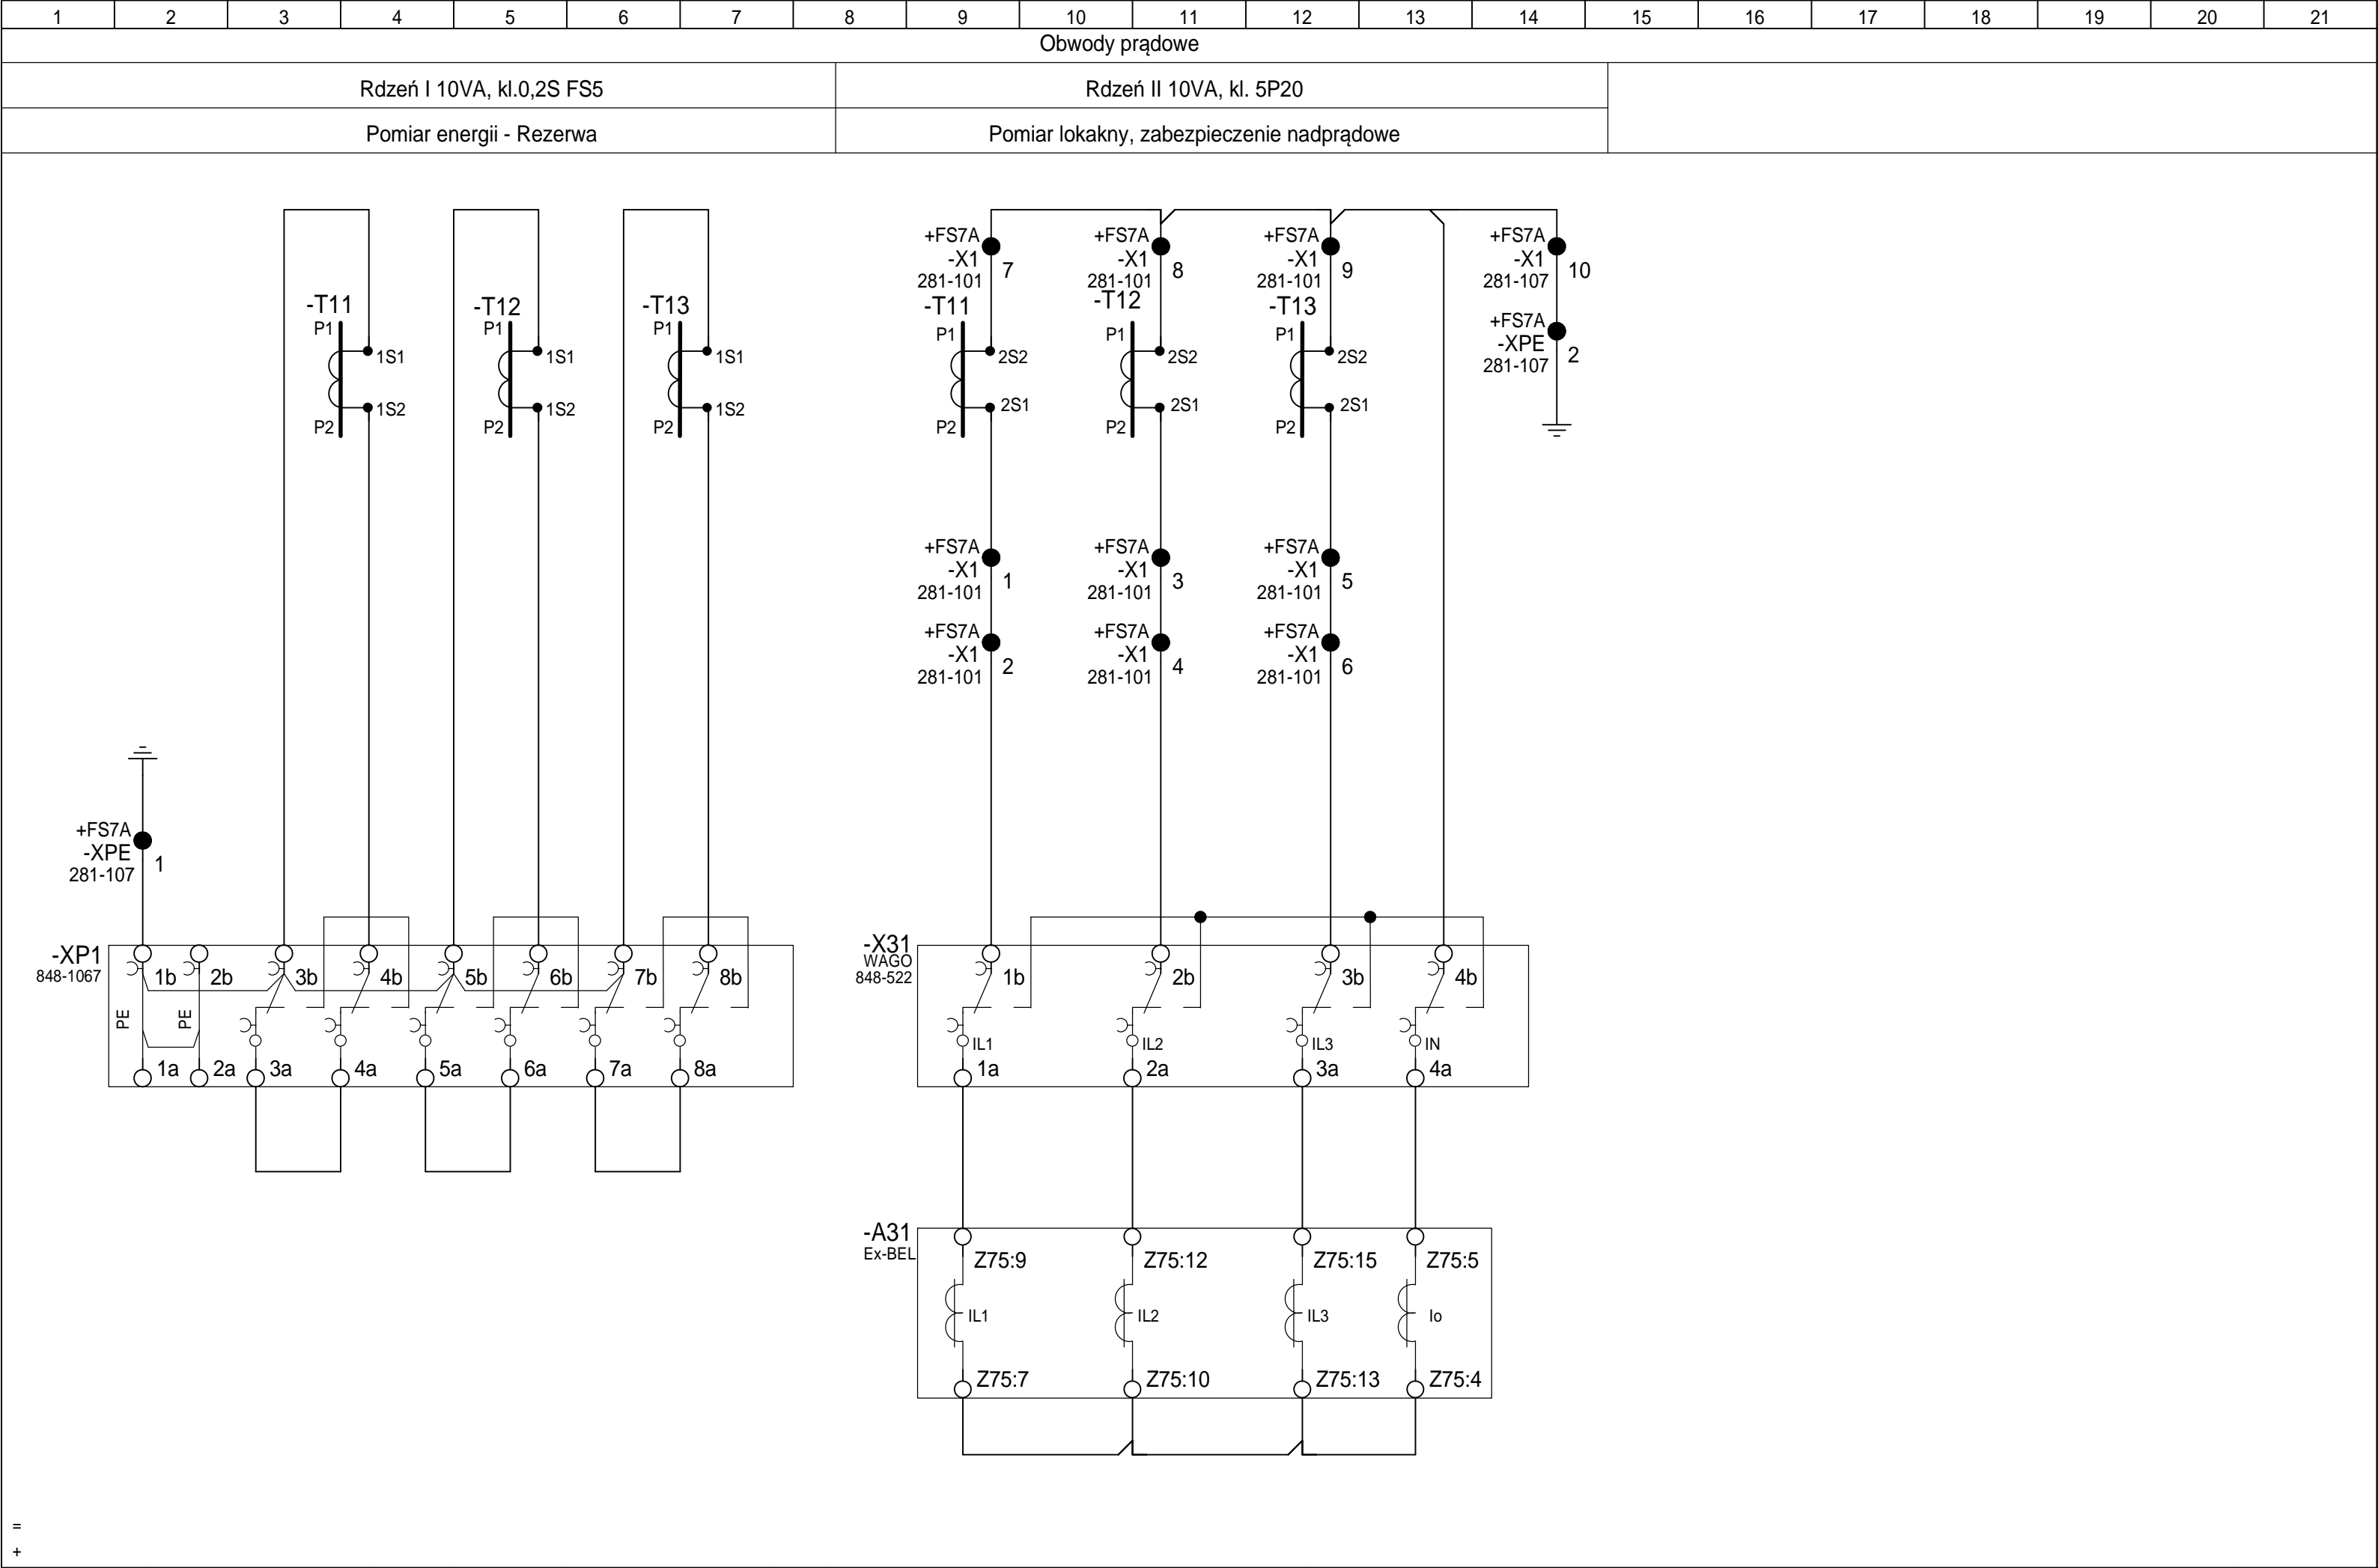 1 2 3 4 5 6 7 8 9 10 11 12 13 14 15 16 17 18 19 20 21
Obwody prądowe
Rdzeń I 10VA, kl.0,2S FS5
Rdzeń II 10VA, kl. 5P20
Pomiar energii - Rezerwa
Pomiar lokakny, zabezpieczenie nadprądowe
+FS7A
-X1
281-101
7
+FS7A
-X1
281-101
8
+FS7A
-X1
281-101
9
+FS7A
-X1
281-107
10
+FS7A
-XPE
281-107
2
-T11
P1
1S1
1S2
P2
-T12
P1
1S1
1S2
P2
-T13
P1
1S1
1S2
P2
-T11
P1
2S2
2S1
P2
-T12
P1
2S2
2S1
P2
-T13
P1
2S2
2S1
P2
+FS7A
-X1
281-101
1
+FS7A
-X1
281-101
3
+FS7A
-X1
281-101
5
+FS7A
-X1
281-101
2
+FS7A
-X1
281-101
4
+FS7A
-X1
281-101
6
+FS7A
-XPE
281-107
1
-XP1
848-1067
1b 2b 3b 4b 5b 6b 7b 8b
PE PE
1a 2a 3a 4a 5a 6a 7a 8a
-X31
WAGO
848-522
1b 2b 3b 4b
IL1 IL2 IL3 IN
1a 2a 3a 4a
-A31
Ex-BEL
Z75:9 Z75:12 Z75:15 Z75:5
IL1 IL2 IL3 Io
Z75:7 Z75:10 Z75:13 Z75:4
=
+